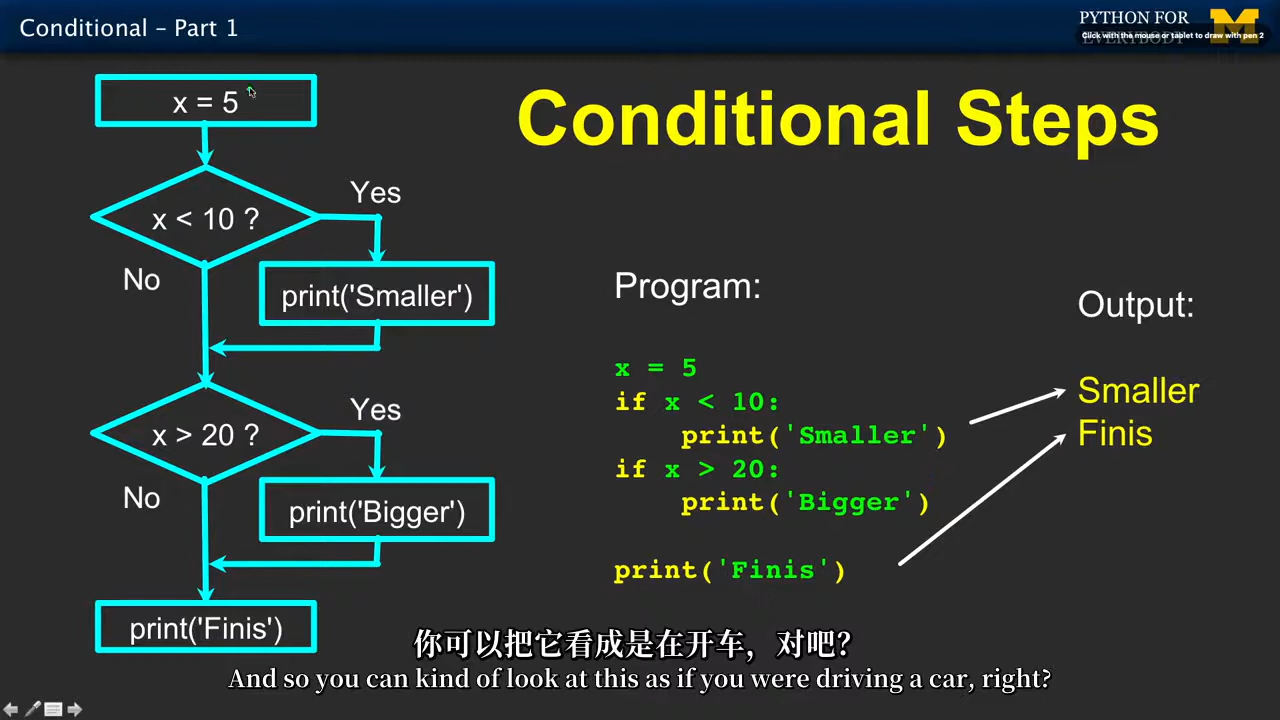 Conditional – Part 1
PYTHON FOR
EVERYBODY
Click with the mouse or tablet to draw with pen 2
x = 5
Conditional Steps
x < 10 ?
Yes
No
print('Smaller')
x > 20 ?
Yes
No
print('Bigger')
print('Finis')
Program:
x = 5
if x < 10:
    print('Smaller')
if x > 20:
    print('Bigger')
print('Finis')
Output:
Smaller
Finis
你可以把它看成是在开车，对吧？
And so you can kind of look at this as if you were driving a car, right?